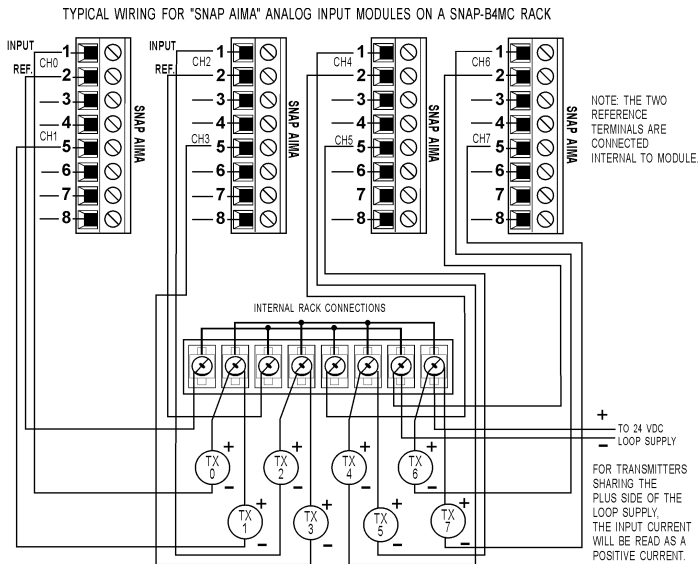 TYPICAL WIRING FOR "SNAP AIMA" ANALOG INPUT MODULES ON A SNAP-B4MC RACK
INPUT
REF.
CH0
CH1
1
2
3
4
5
6
7
8
SNAP AIMA
INPUT
REF.
CH2
CH3
1
2
3
4
5
6
7
8
SNAP AIMA
CH4
CH5
1
2
3
4
5
6
7
8
SNAP AIMA
CH6
CH7
1
2
3
4
5
6
7
8
SNAP AIMA
NOTE: THE TWO
REFERENCE
TERMINALS ARE
CONNECTED
INTERNAL TO MODULE.
INTERNAL RACK CONNECTIONS
+
TO 24 VDC
−
LOOP SUPPLY
+
TX
0
−
+
TX
2
−
+
TX
4
−
+
TX
6
−
+
TX
1
−
+
TX
3
−
+
TX
5
−
+
TX
7
−
FOR TRANSMITTERS
SHARING THE
PLUS SIDE OF THE
LOOP SUPPLY,
THE INPUT CURRENT
WILL BE READ AS A
POSITIVE CURRENT.